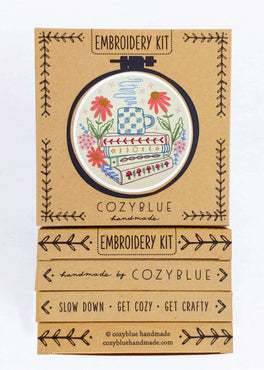 EMBROIDERY KIT
COZYBLUE
handmade
EMBROIDERY KIT
handmade by COZYBLUE
SLOW DOWN • GET COZY • GET CRAFTY
© cozyblue handmade
cozybluehandmade.com